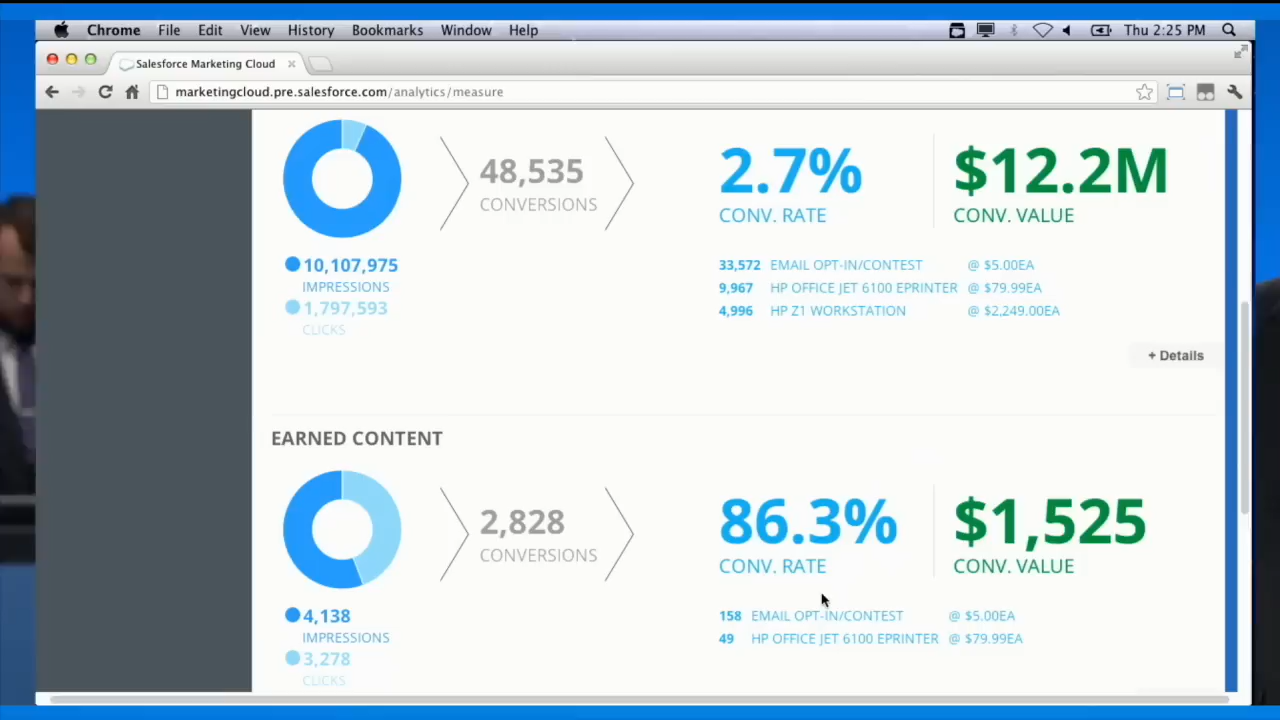 Chrome File Edit View History Bookmarks Window Help Thu 2:25 PM
Salesforce Marketing Cloud
marketingcloud.pre.salesforce.com/analytics/measure
48,535
CONVERSIONS
2.7%
CONV. RATE
$12.2M
CONV. VALUE
10,107,975
IMPRESSIONS
1,797,593
CLICKS
33,572 EMAIL OPT-IN/CONTEST @ $5.00EA
9,967 HP OFFICE JET 6100 EPRINTER @ $79.99EA
4,996 HP Z1 WORKSTATION @ $2,249.00EA
+ Details
EARNED CONTENT
2,828
CONVERSIONS
86.3%
CONV. RATE
$1,525
CONV. VALUE
4,138
IMPRESSIONS
3,278
CLICKS
158 EMAIL OPT-IN/CONTEST @ $5.00EA
49 HP OFFICE JET 6100 EPRINTER @ $79.99EA